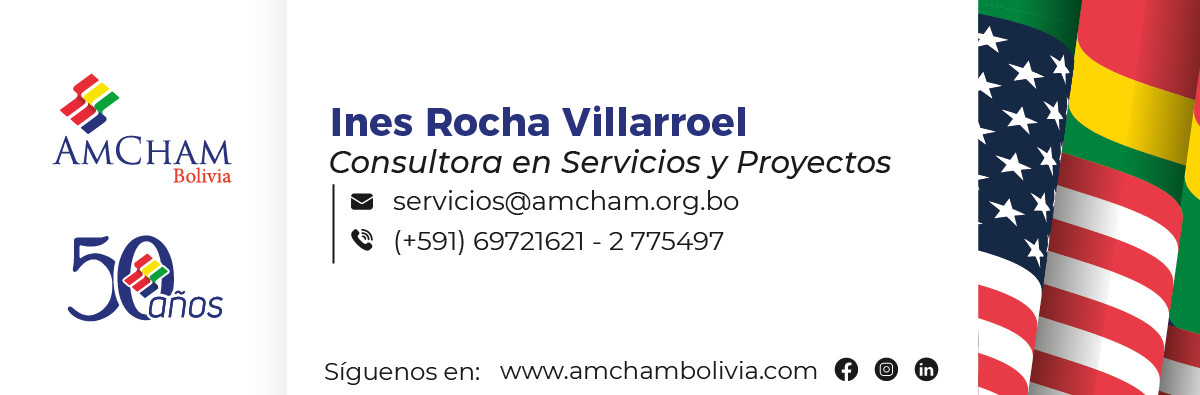 AMCHAM
Bolivia
50 años
Ines Rocha Villarroel
Consultora en Servicios y Proyectos
servicios@amcham.org.bo
(+591) 69721621 - 2 775497
Síguenos en: www.amchambolivia.com